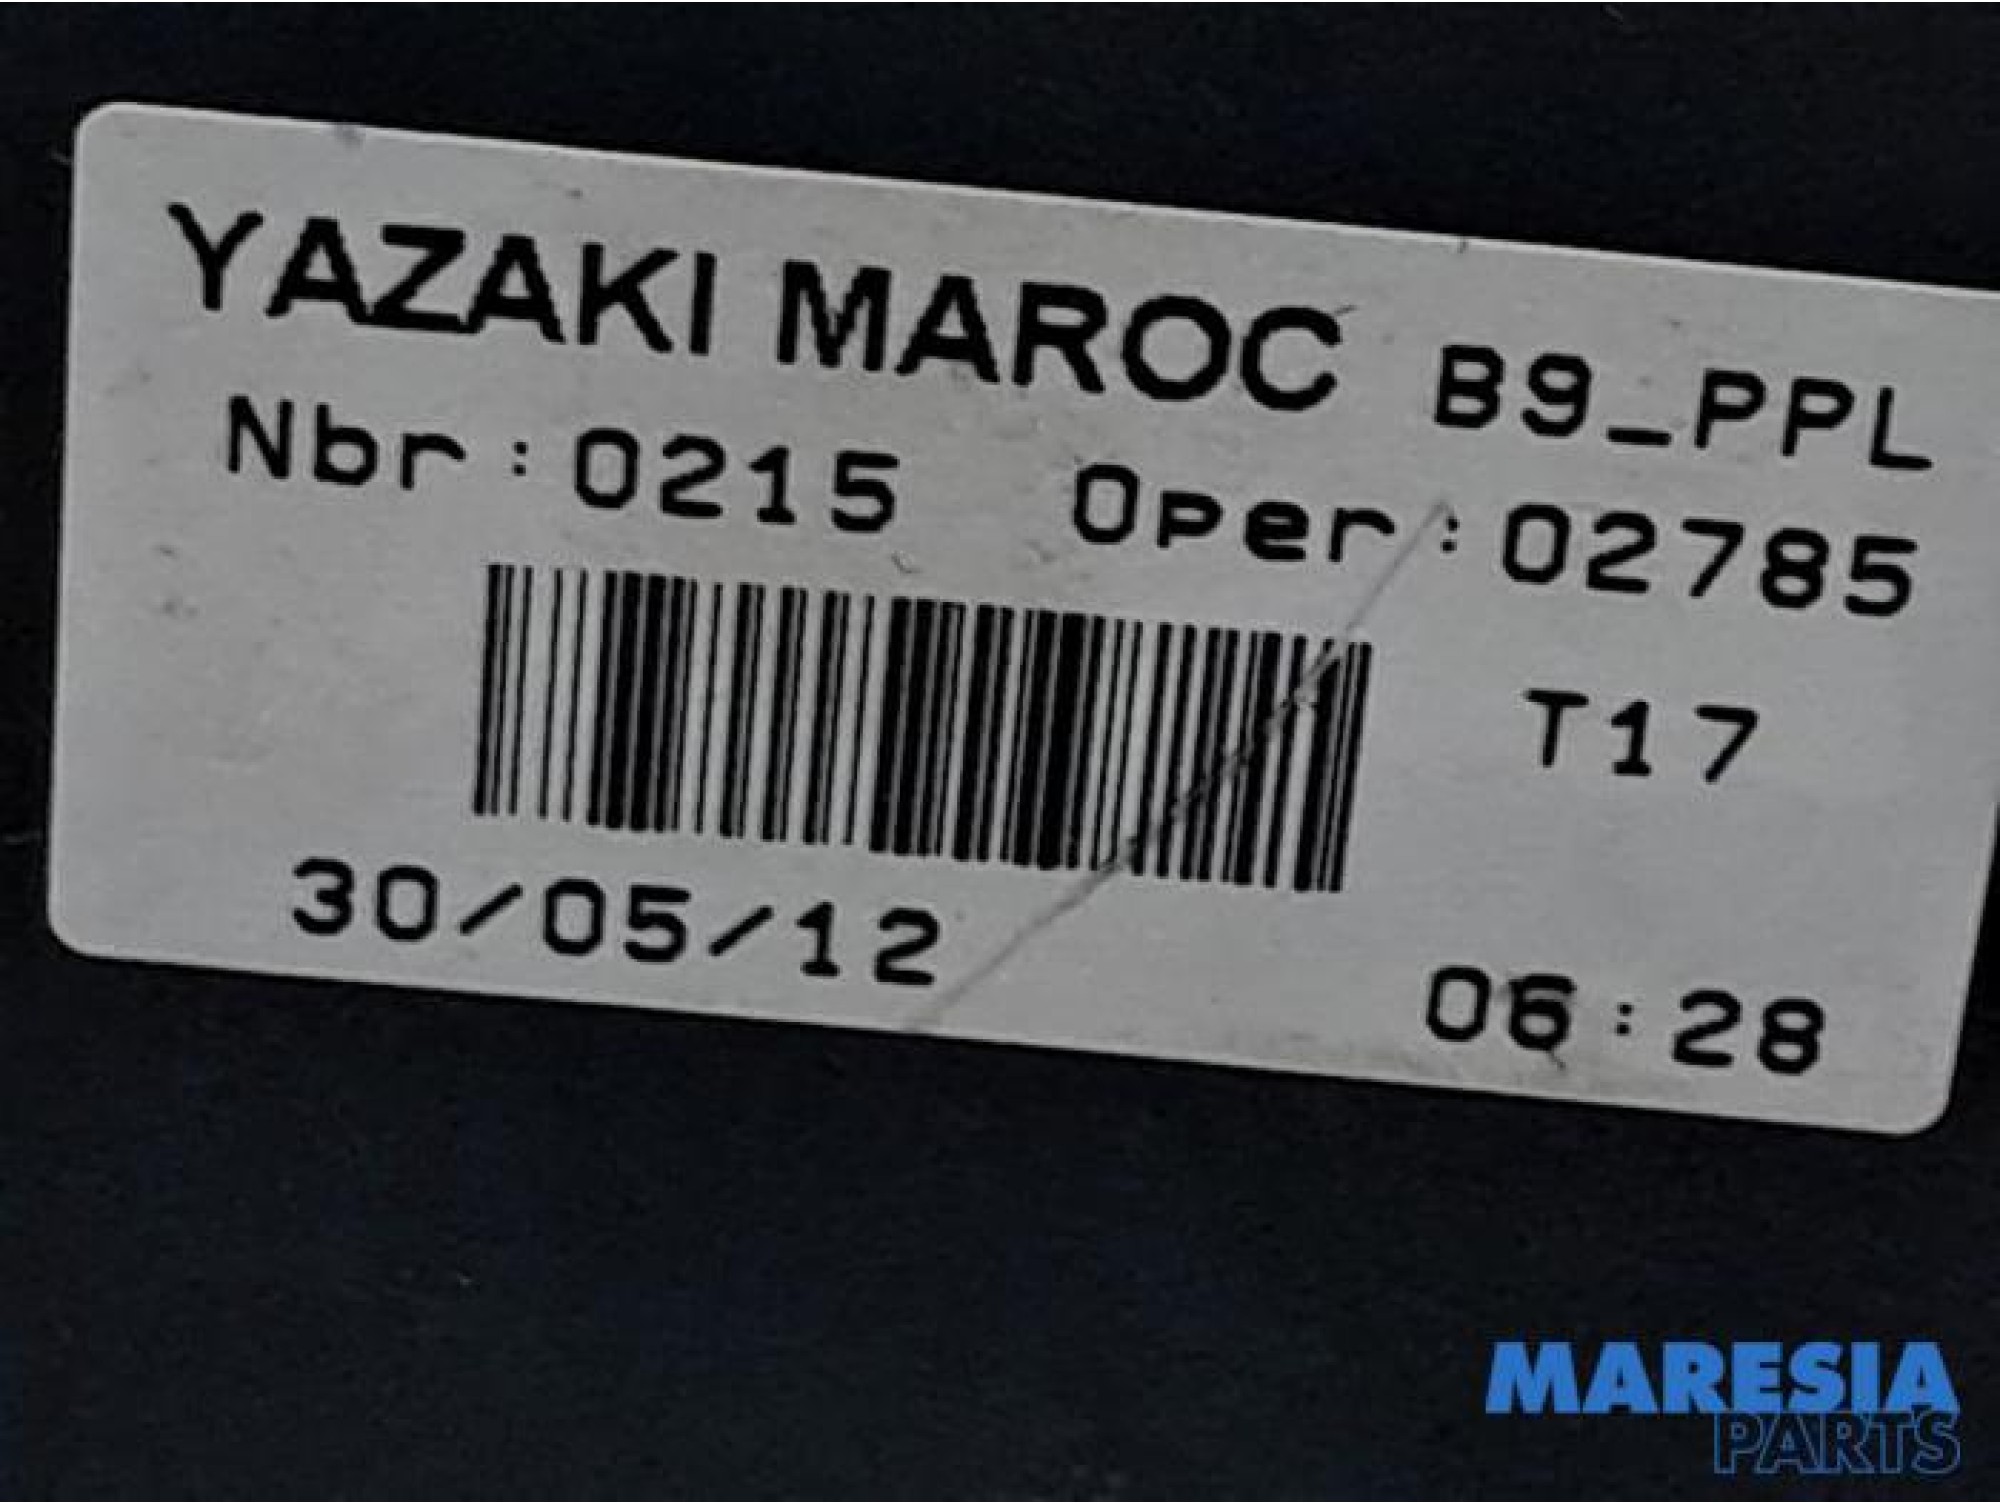 YAZAKI MAROC B9_PPL
Nbr:0215 Oper:02785
T17
30/05/12 06:28
MARESIA
PARTS